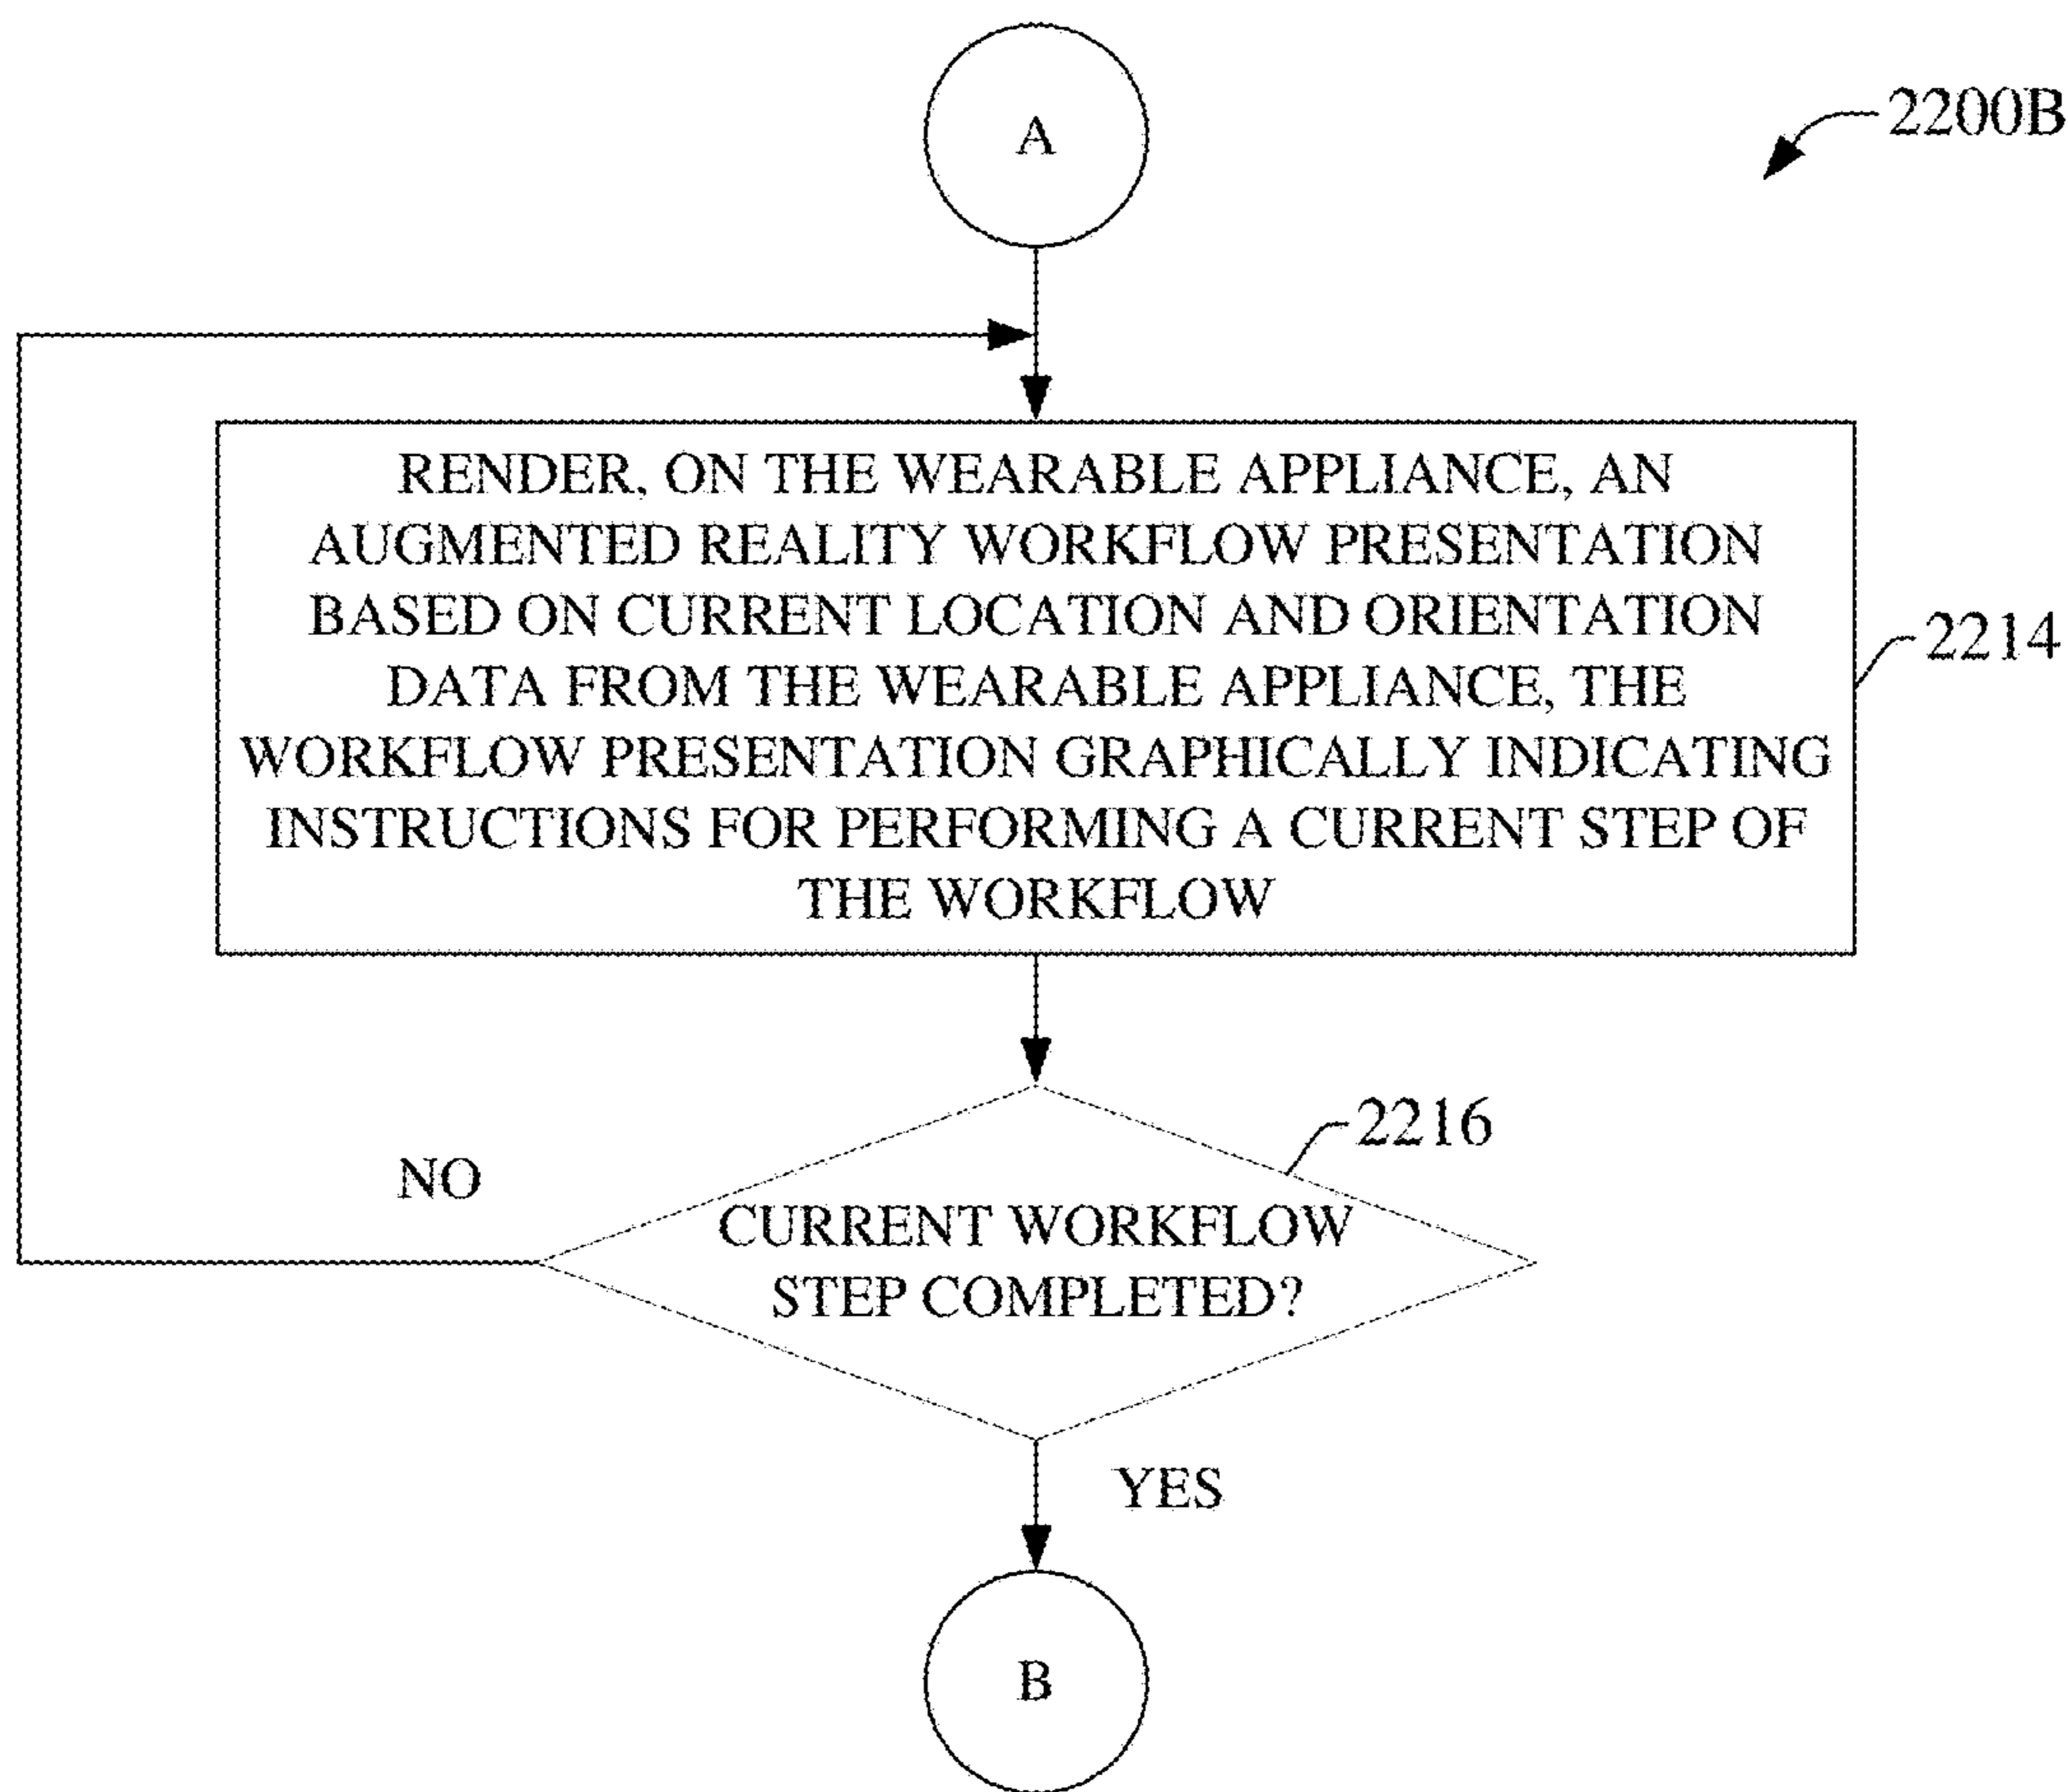 A
2200B
RENDER, ON THE WEARABLE APPLIANCE, AN
AUGMENTED REALITY WORKFLOW PRESENTATION
BASED ON CURRENT LOCATION AND ORIENTATION
DATA FROM THE WEARABLE APPLIANCE, THE
WORKFLOW PRESENTATION GRAPHICALLY INDICATING
INSTRUCTIONS FOR PERFORMING A CURRENT STEP OF
THE WORKFLOW
2214
2216
NO
CURRENT WORKFLOW
STEP COMPLETED?
YES
B